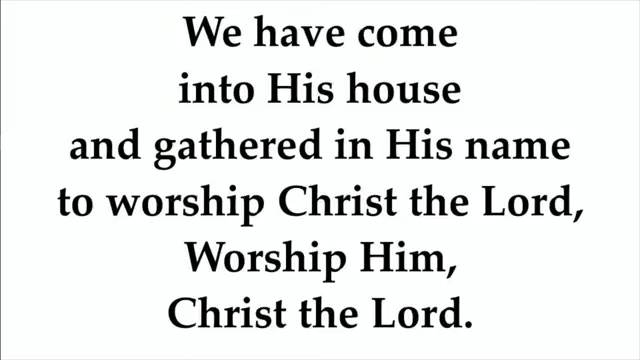 We have come
into His house
and gathered in His name
to worship Christ the Lord,
Worship Him,
Christ the Lord.